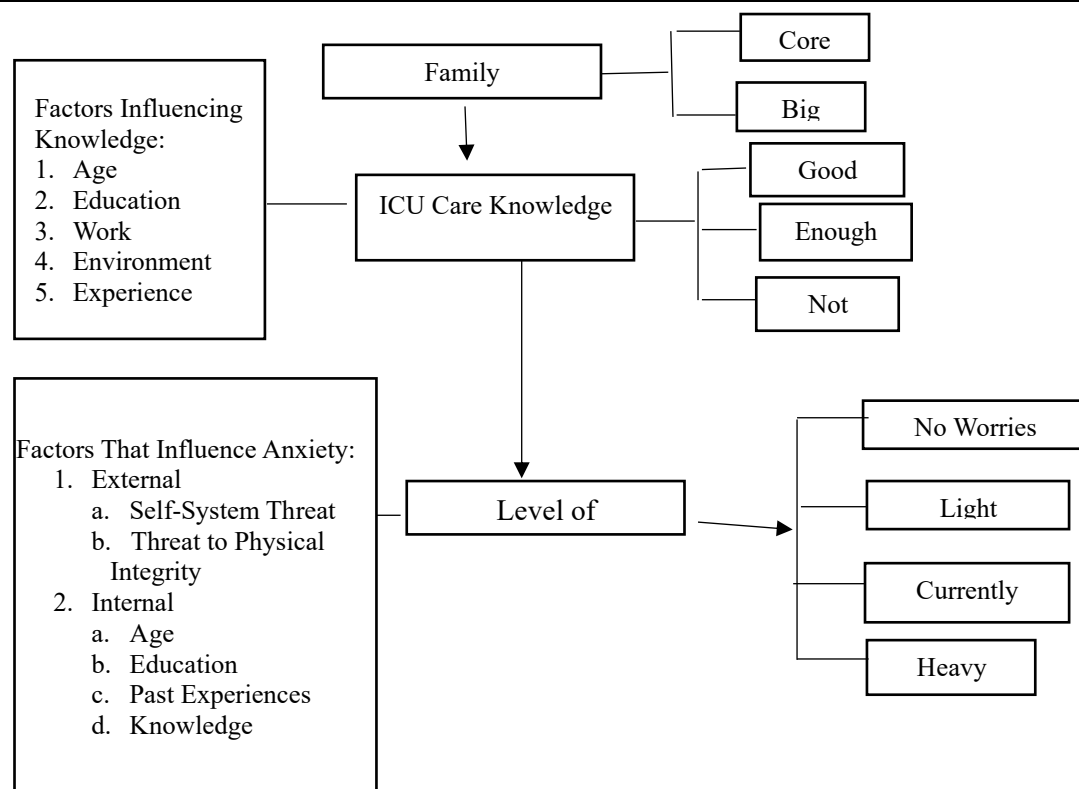 Family
Core
Big
Factors Influencing
Knowledge:
1. Age
2. Education
3. Work
4. Environment
5. Experience
ICU Care Knowledge
Good
Enough
Not
Factors That Influence Anxiety:
1. External
a. Self-System Threat
b. Threat to Physical
Integrity
2. Internal
a. Age
b. Education
c. Past Experiences
d. Knowledge
Level of
No Worries
Light
Currently
Heavy